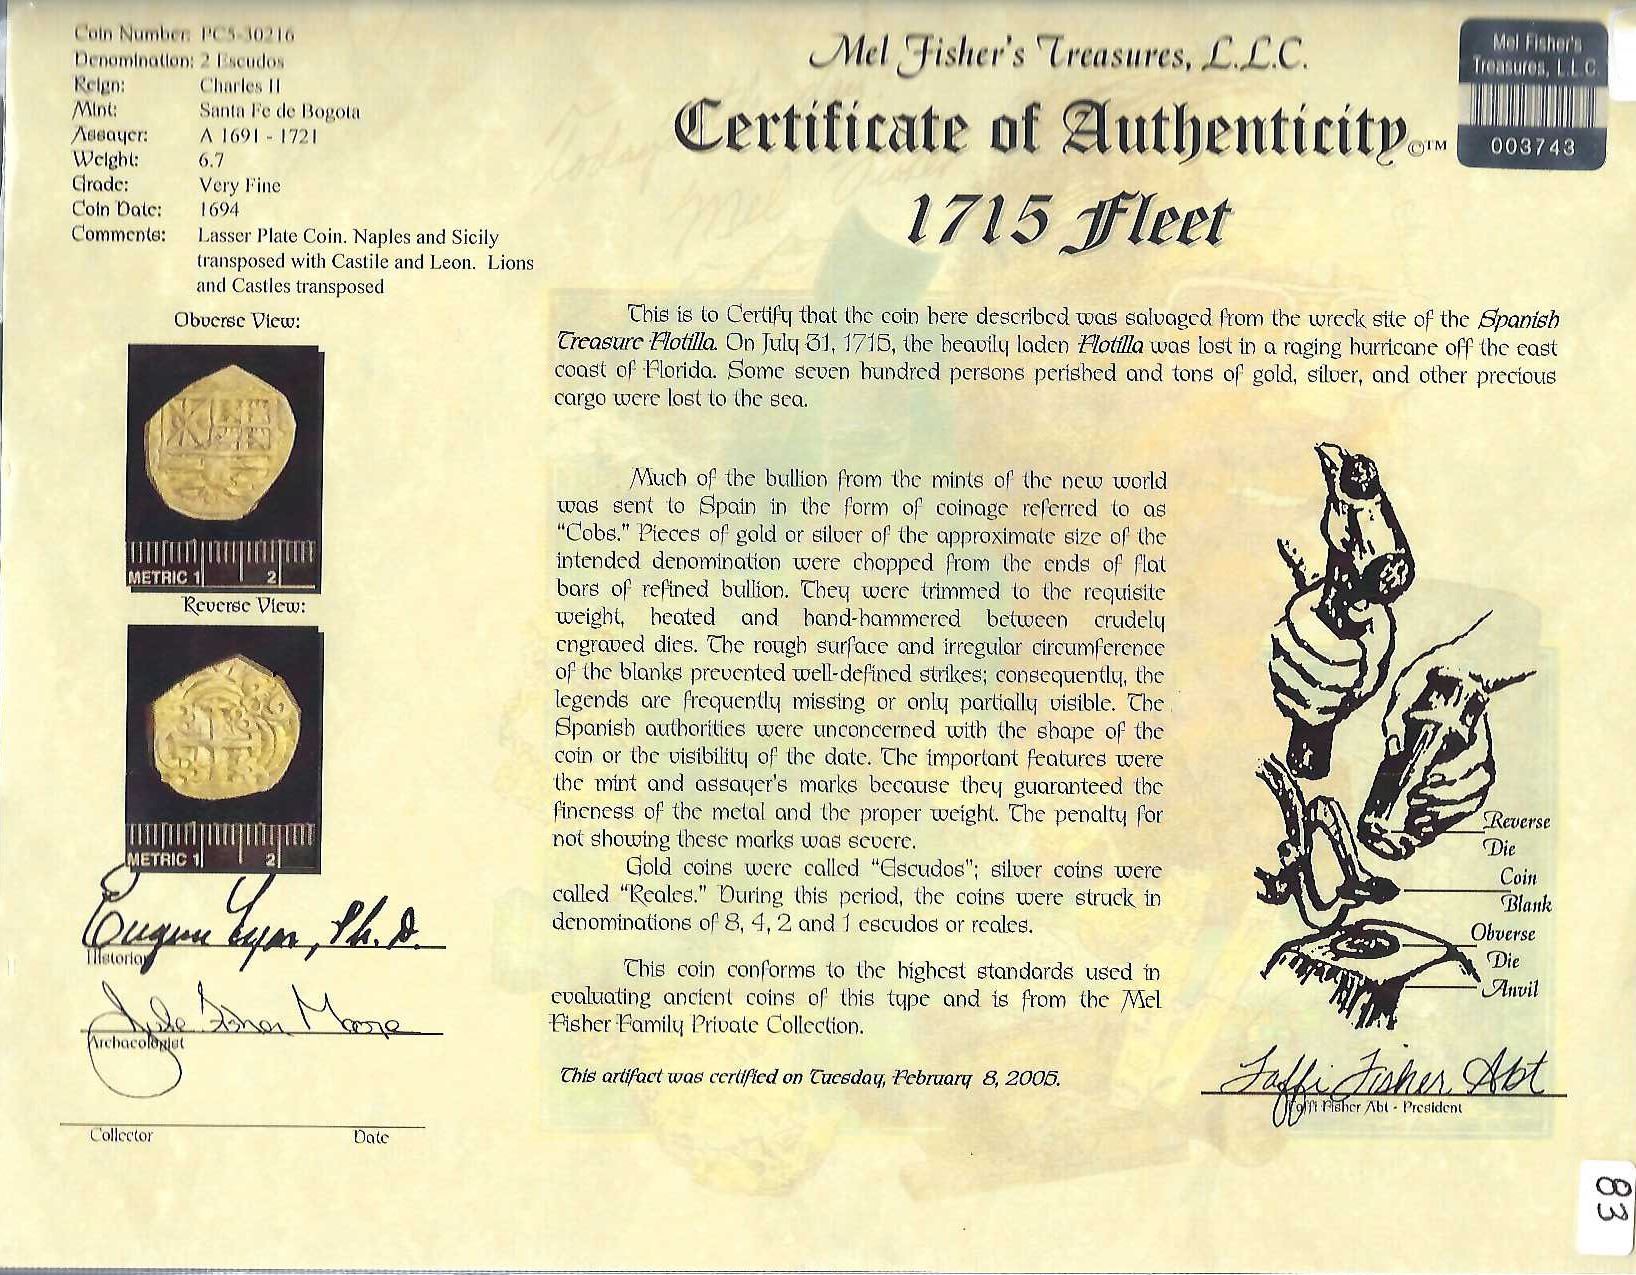 Coin Number: PCS-30216
Denomination: 2 Escudos
Reign: Charles II
Mint: Santa Fe de Bogota
Assayer: A 1691 - 1721
Weight: 6.7
Grade: Very Fine
Coin Date: 1694
Comments: Lasser Plate Coin. Naples and Sicily
transposed with Castile and Leon. Lions
and Castles transposed
Obverse View:
METRIC 1 2
Reverse View:
METRIC 1 2
Eugene Lyon, Ph. D.
Historian
Fisher Moore
Archaeologist
Collector Date
Mel Fisher's Treasures, L.L.C.
Certificate of Authenticity ©™
1715 Fleet
Mel Fisher's
Treasures, L.L.C.
003743
This is to Certify that the coin here described was salvaged from the wreck site of the Spanish
Treasure Flotilla. On July 31, 1715, the heavily laden Flotilla was lost in a raging hurricane off the east
coast of Florida. Some seven hundred persons perished and tons of gold, silver, and other precious
cargo were lost to the sea.
Much of the bullion from the mints of the new world
was sent to Spain in the form of coinage referred to as
"Cobs." Pieces of gold or silver of the approximate size of the
intended denomination were chopped from the ends of flat
bars of refined bullion. They were trimmed to the requisite
weight, heated and hand-hammered between crudely
engraved dies. The rough surface and irregular circumference
of the blanks prevented well-defined strikes; consequently, the
legends are frequently missing or only partially visible. The
Spanish authorities were unconcerned with the shape of the
coin or the visibility of the date. The important features were
the mint and assayer's marks because they guaranteed the
fineness of the metal and the proper weight. The penalty for
not showing these marks was severe.
Gold coins were called "Escudos"; silver coins were
called "Reales." During this period, the coins were struck in
denominations of 8, 4, 2 and 1 escudos or reales.
This coin conforms to the highest standards used in
evaluating ancient coins of this type and is from the Mel
Fisher Family Private Collection.
This artifact was certified on Tuesday, February 8, 2005.
Reverse
Die
Coin
Blank
Obverse
Die
Anvil
Taffi Fisher Abt
Taffi Fisher Abt - President
83